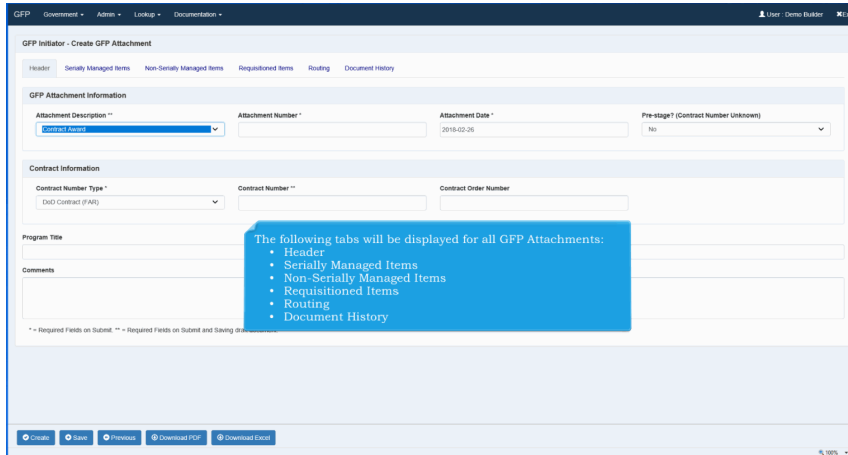 GFP Government Admin Lookup Documentation User : Demo Builder
GFP Initiator - Create GFP Attachment
Header Serially Managed Items Non-Serially Managed Items Requisitioned Items Routing Document History
GFP Attachment Information
Attachment Description ** Attachment Number * Attachment Date * Pre-stage? (Contract Number Unknown)
Contract Award 2018-02-26 No
Contract Information
Contract Number Type * Contract Number ** Contract Order Number
DoD Contract (FAR)
Program Title
The following tabs will be displayed for all GFP Attachments:
• Header
• Serially Managed Items
• Non-Serially Managed Items
• Requisitioned Items
• Routing
• Document History
Comments
* = Required Fields on Submit. ** = Required Fields on Submit and Saving
Create Save Previous Download PDF Download Excel
100%